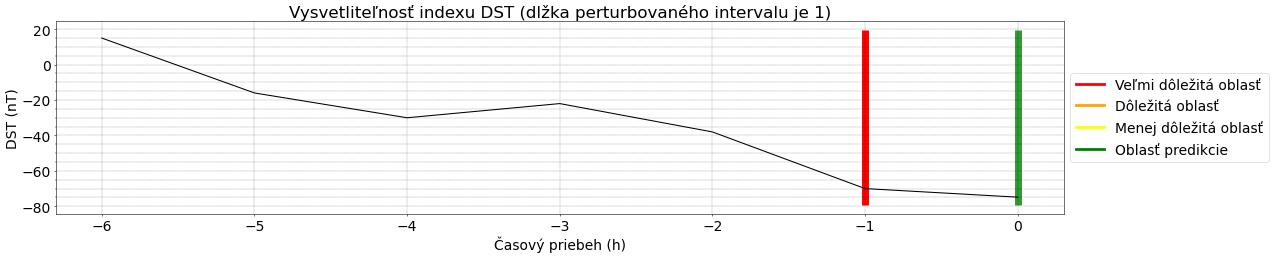 Vysvetliteľnosť indexu DST (dĺžka perturbovaného intervalu je 1)
DST (nT)
20
0
−20
−40
−60
−80
−6
−5
−4
−3
−2
−1
0
Časový priebeh (h)
Veľmi dôležitá oblasť
Dôležitá oblasť
Menej dôležitá oblasť
Oblasť predikcie